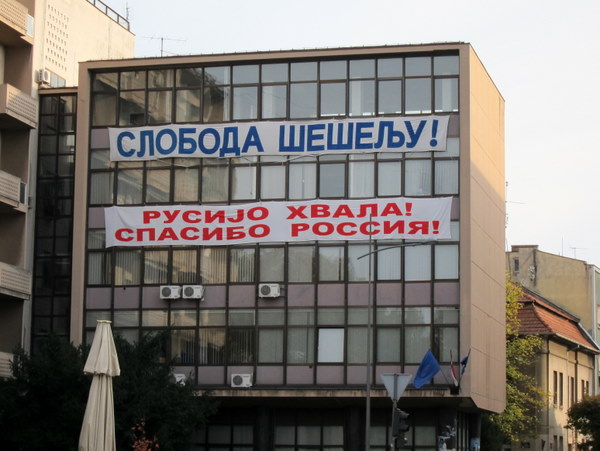 СЛОБОДА ШЕШЕЉУ!
РУСИЈО ХВАЛА!
СПАСИБО РОССИЯ!